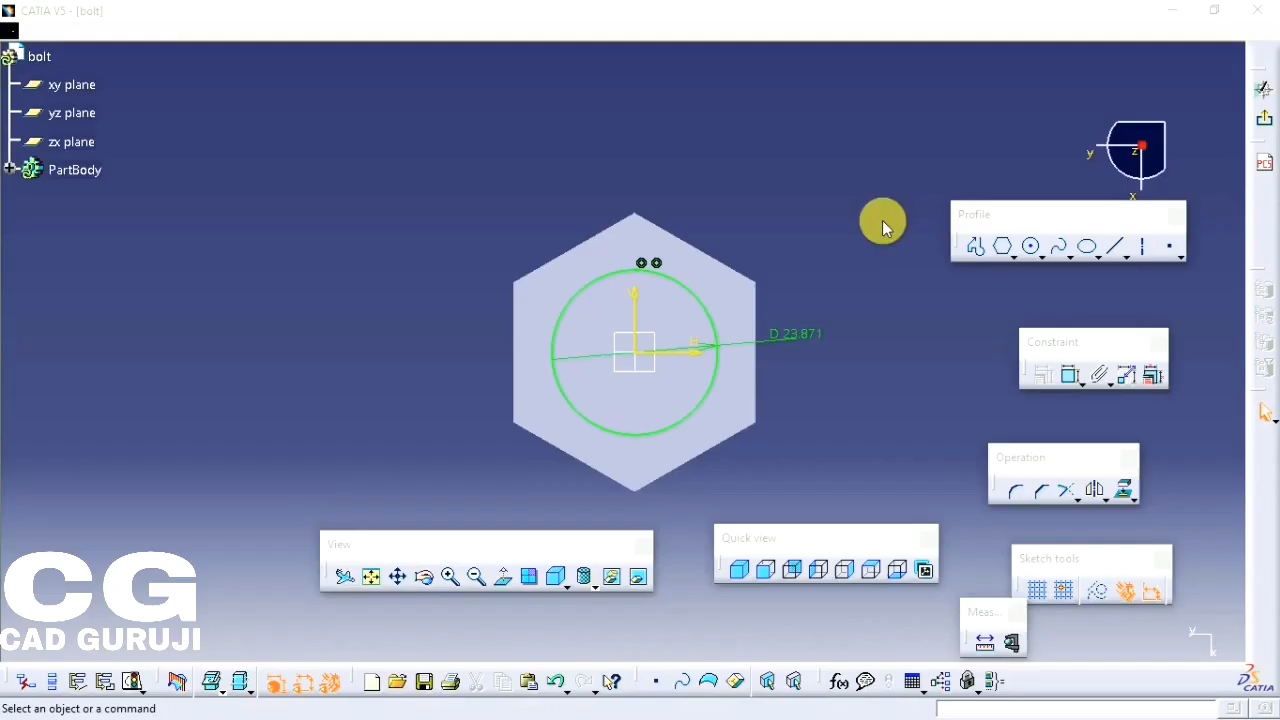 CATIA V5 - [bolt]
bolt
xy plane
yz plane
zx plane
PartBody
y
z
x
Profile
V
H
D 23.871
Constraint
Operation
View
Quick view
Sketch tools
Meas...
CG
CAD GURUJI
y
x
PCS
f(x)
CATIA
Select an object or a command